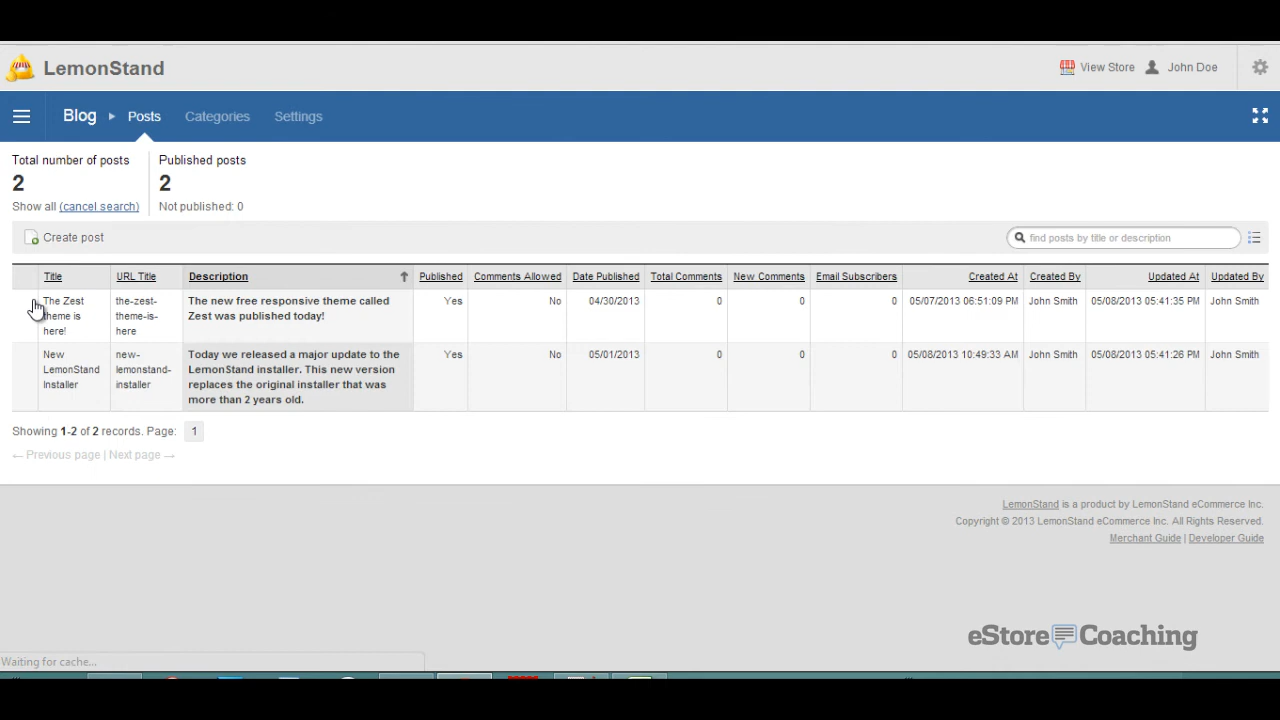 LemonStand
View Store John Doe
Blog Posts Categories Settings
Total number of posts Published posts
2 2
Show all (cancel search) Not published: 0
Create post find posts by title or description
Title URL Title Description Published Comments Allowed Date Published Total Comments New Comments Email Subscribers Created At Created By Updated At Updated By
The Zest the-zest- The new free responsive theme called Yes No 04/30/2013 0 0 0 05/07/2013 06:51:09 PM John Smith 05/08/2013 05:41:35 PM John Smith
theme is theme-is- Zest was published today!
here! here
New new- Today we released a major update to the Yes No 05/01/2013 0 0 0 05/08/2013 10:49:33 AM John Smith 05/08/2013 05:41:26 PM John Smith
LemonStand lemonstand- LemonStand installer. This new version
Installer installer replaces the original installer that was
more than 2 years old.
Showing 1-2 of 2 records. Page: 1
← Previous page | Next page →
LemonStand is a product by LemonStand eCommerce Inc.
Copyright © 2013 LemonStand eCommerce Inc. All Rights Reserved.
Merchant Guide | Developer Guide
eStore Coaching
Waiting for cache...